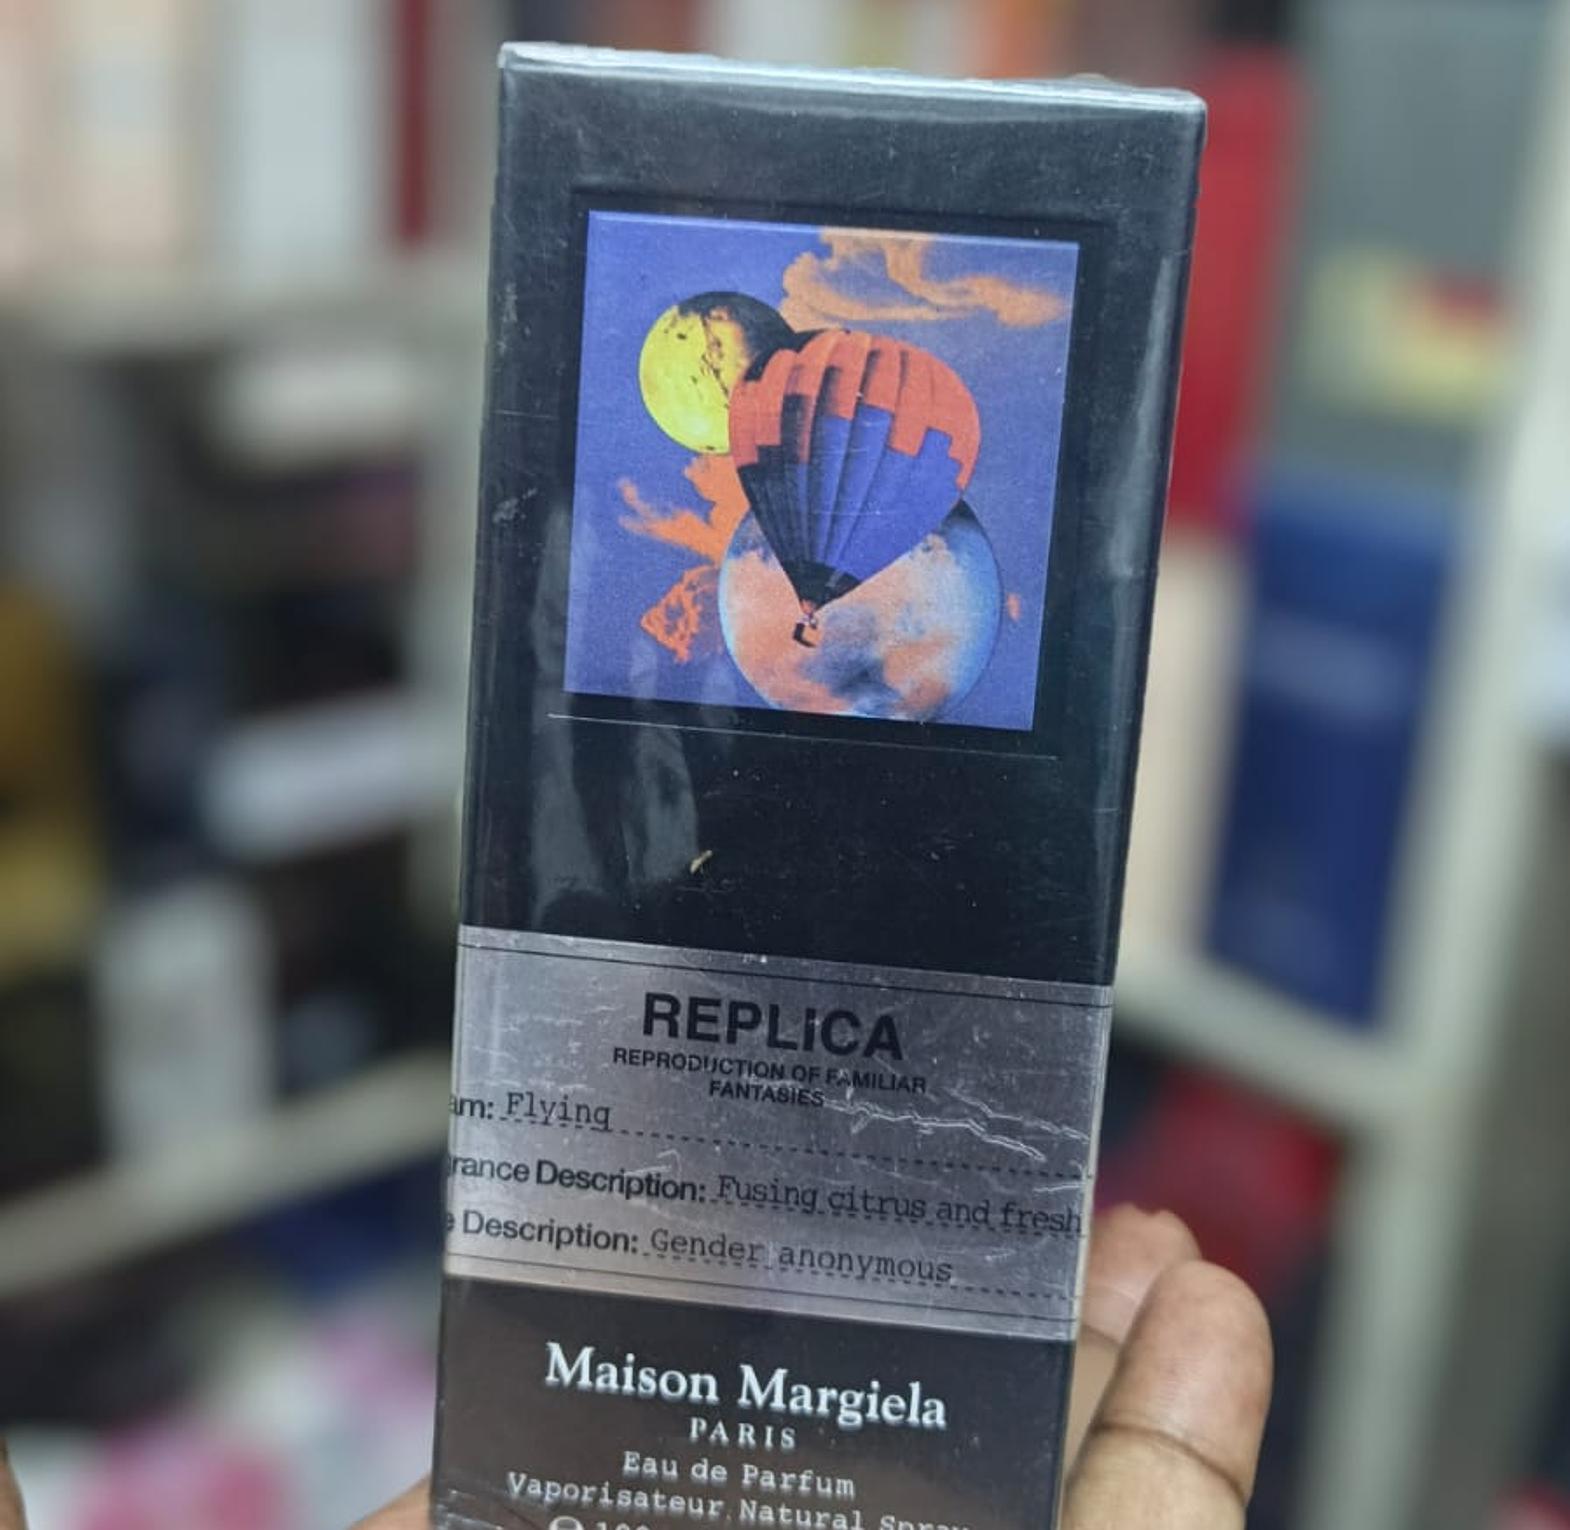 REPLICA
REPRODUCTION OF FAMILIAR
FANTASIES
am: Flying
rance Description: Fusing citrus and fresh
e Description: Gender anonymous
Maison Margiela
PARIS
Eau de Parfum
Vaporisateur Natural Spray